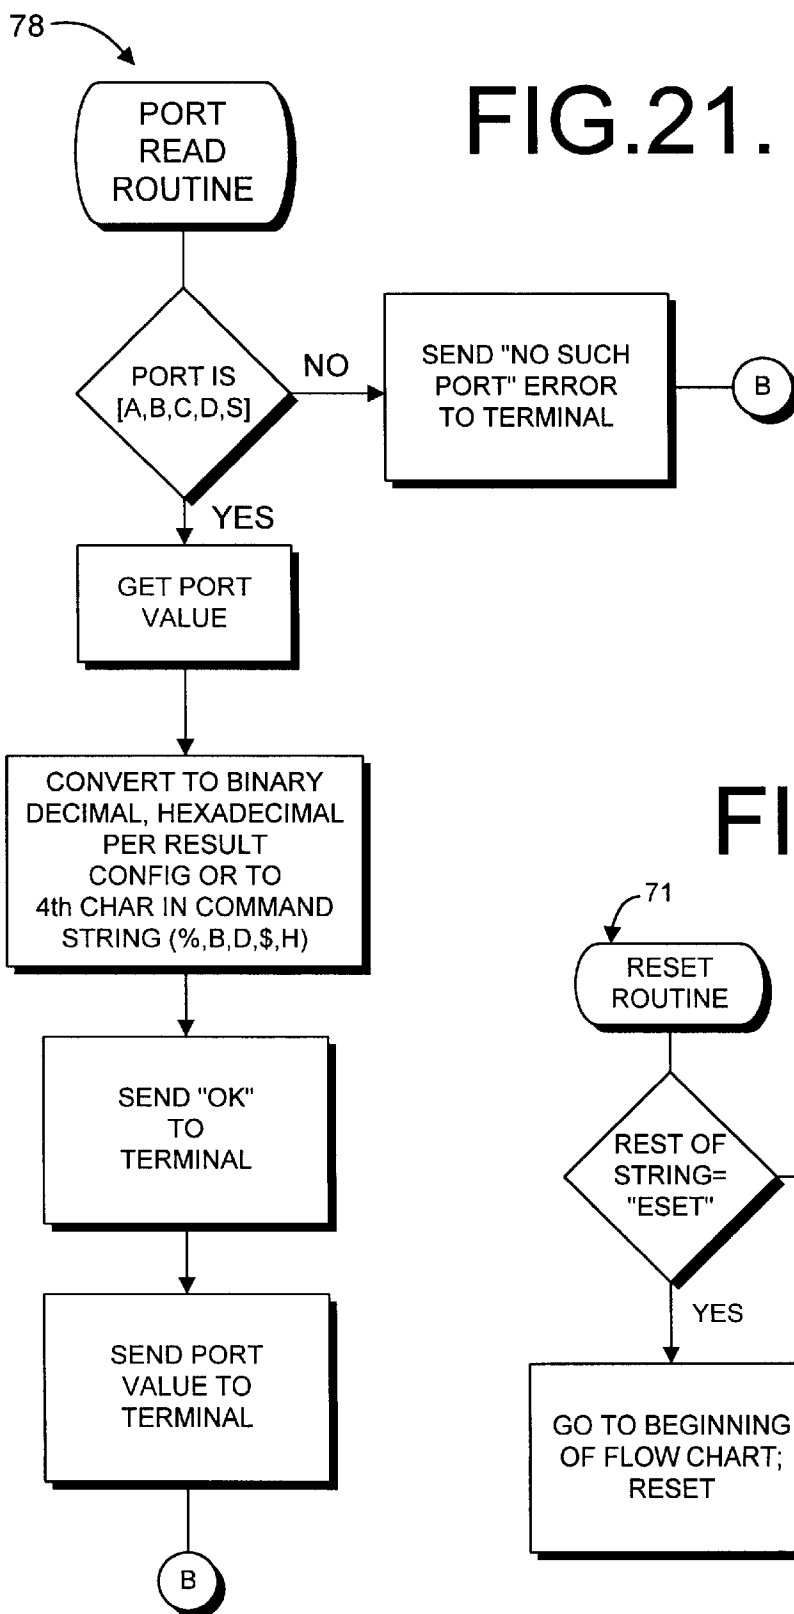 78
FIG.21.
PORT
READ
ROUTINE
PORT IS
[A,B,C,D,S]
NO
SEND "NO SUCH
PORT" ERROR
TO TERMINAL
B
YES
GET PORT
VALUE
CONVERT TO BINARY
DECIMAL, HEXADECIMAL
PER RESULT
CONFIG OR TO
4th CHAR IN COMMAND
STRING (%,B,D,$,H)
SEND "OK"
TO
TERMINAL
SEND PORT
VALUE TO
TERMINAL
B
FI
71
RESET
ROUTINE
REST OF
STRING=
"ESET"
YES
GO TO BEGINNING
OF FLOW CHART;
RESET